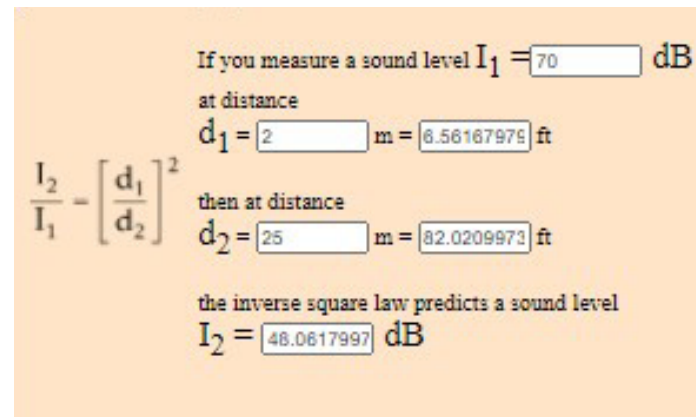 If you measure a sound level I₁ = 70 dB
at distance
d₁ = 2 m = 6.56167979 ft
I₂/I₁ = [d₁/d₂]²
then at distance
d₂ = 25 m = 82.0209973 ft
the inverse square law predicts a sound level
I₂ = 48.0617997 dB